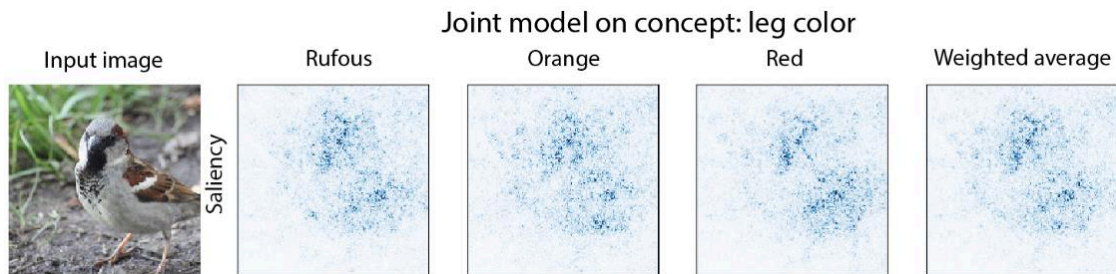 Joint model on concept: leg color
Input image
Rufous
Orange
Red
Weighted average
Saliency